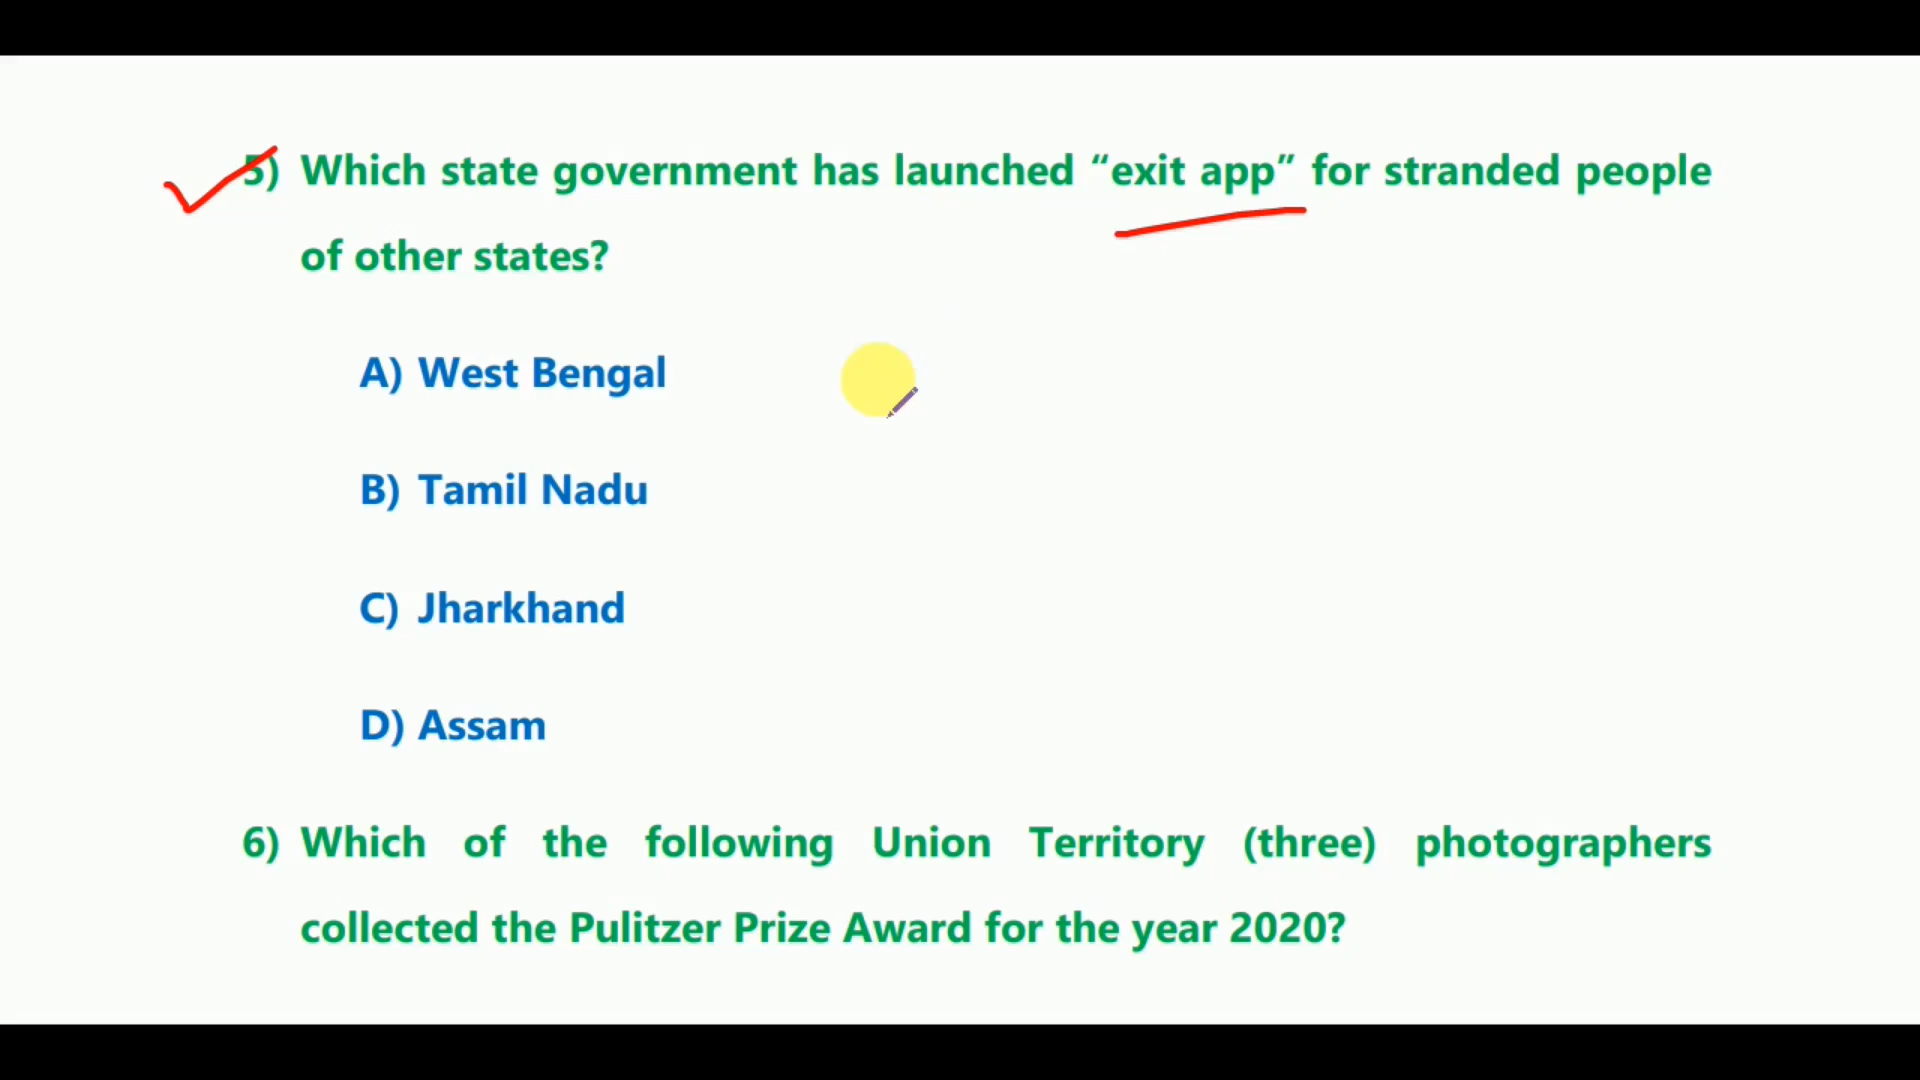 5) Which state government has launched “exit app” for stranded people
of other states?
A) West Bengal
B) Tamil Nadu
C) Jharkhand
D) Assam
6) Which of the following Union Territory (three) photographers
collected the Pulitzer Prize Award for the year 2020?